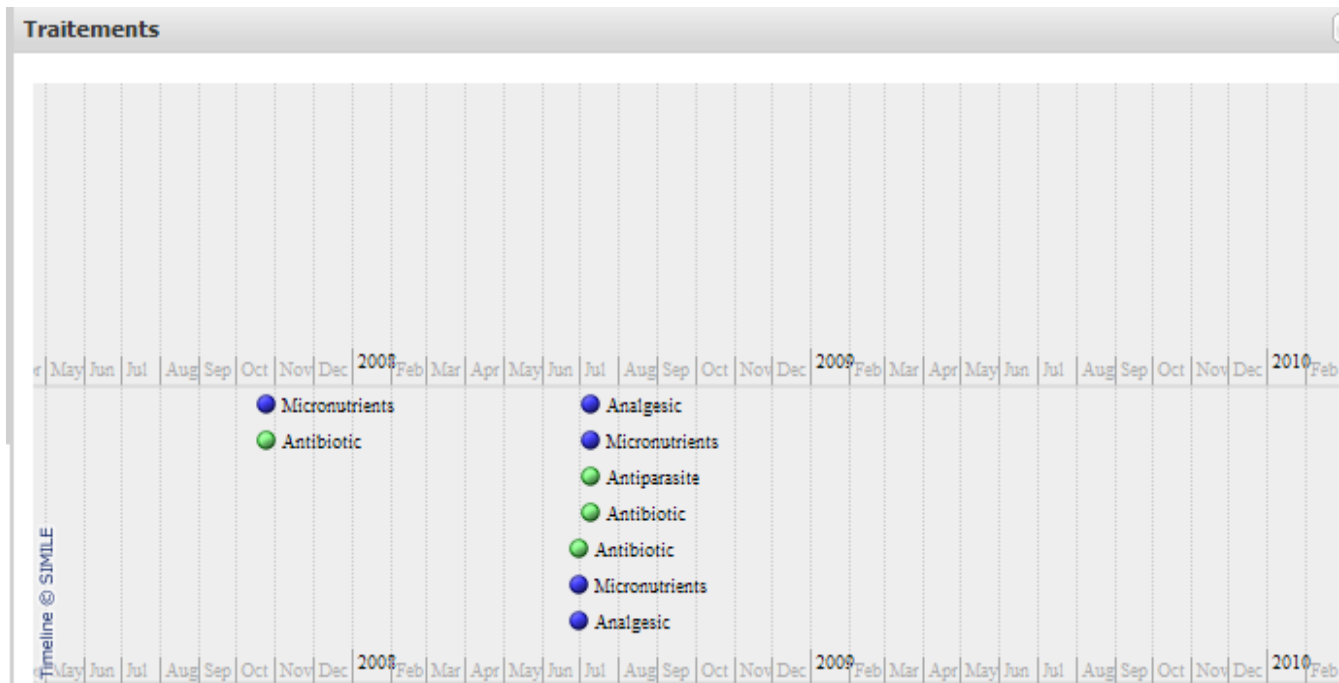 Traitements
May Jun Jul Aug Sep Oct Nov Dec 2008 Feb Mar Apr May Jun Jul Aug Sep Oct Nov Dec 2009 Feb Mar Apr May Jun Jul Aug Sep Oct Nov Dec 2010 Feb
Micronutrients Analgesic
Antibiotic Micronutrients
Antiparasite
Antibiotic
Antibiotic
Micronutrients
Analgesic
Timeline © SIMILE
May Jun Jul Aug Sep Oct Nov Dec 2008 Feb Mar Apr May Jun Jul Aug Sep Oct Nov Dec 2009 Feb Mar Apr May Jun Jul Aug Sep Oct Nov Dec 2010 Feb